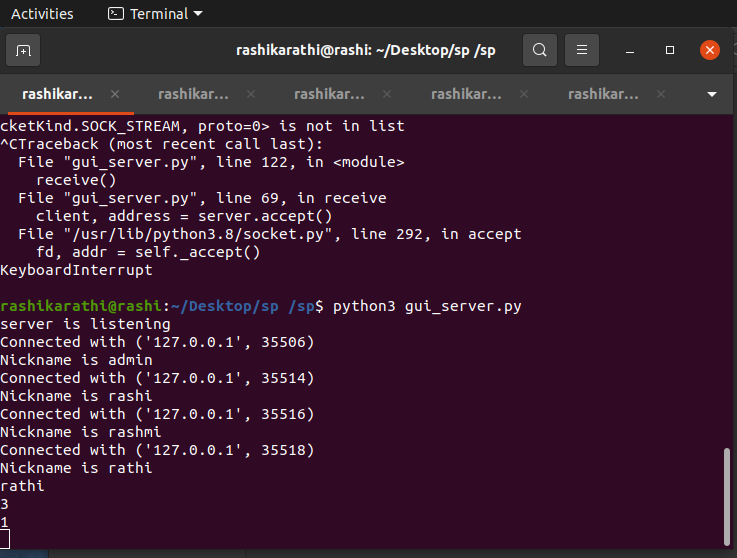 Activities Terminal
rashikarathi@rashi: ~/Desktop/sp /sp
rashikar... rashikar... rashikar... rashikar... rashikar...
cketKind.SOCK_STREAM, proto=0> is not in list
^CTraceback (most recent call last):
  File "gui_server.py", line 122, in <module>
    receive()
  File "gui_server.py", line 69, in receive
    client, address = server.accept()
  File "/usr/lib/python3.8/socket.py", line 292, in accept
    fd, addr = self._accept()
KeyboardInterrupt
rashikarathi@rashi:~/Desktop/sp /sp$ python3 gui_server.py
server is listening
Connected with ('127.0.0.1', 35506)
Nickname is admin
Connected with ('127.0.0.1', 35514)
Nickname is rashi
Connected with ('127.0.0.1', 35516)
Nickname is rashmi
Connected with ('127.0.0.1', 35518)
Nickname is rathi
rathi
3
1